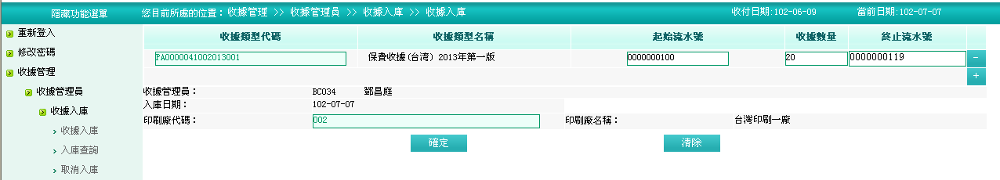 隱藏功能選單 您目前所處的位置：收據管理 >> 收據管理員 >> 收據入庫 >> 收據入庫 收付日期:102-06-09 當前日期:102-07-07
重新登入
修改密碼
收據管理
收據管理員
收據入庫
收據入庫
入庫查詢
取消入庫
收據類型代碼 收據類型名稱 起始流水號 收據數量 終止流水號
PA0000041002013001 保費收據(台湾) 2013年第一版 0000000100 20 0000000119 -
+
收據管理員： BC034 鄧昌庭
入庫日期： 102-07-07
印刷廠代碼： 002 印刷廠名稱： 台灣印刷一廠
確定 清除